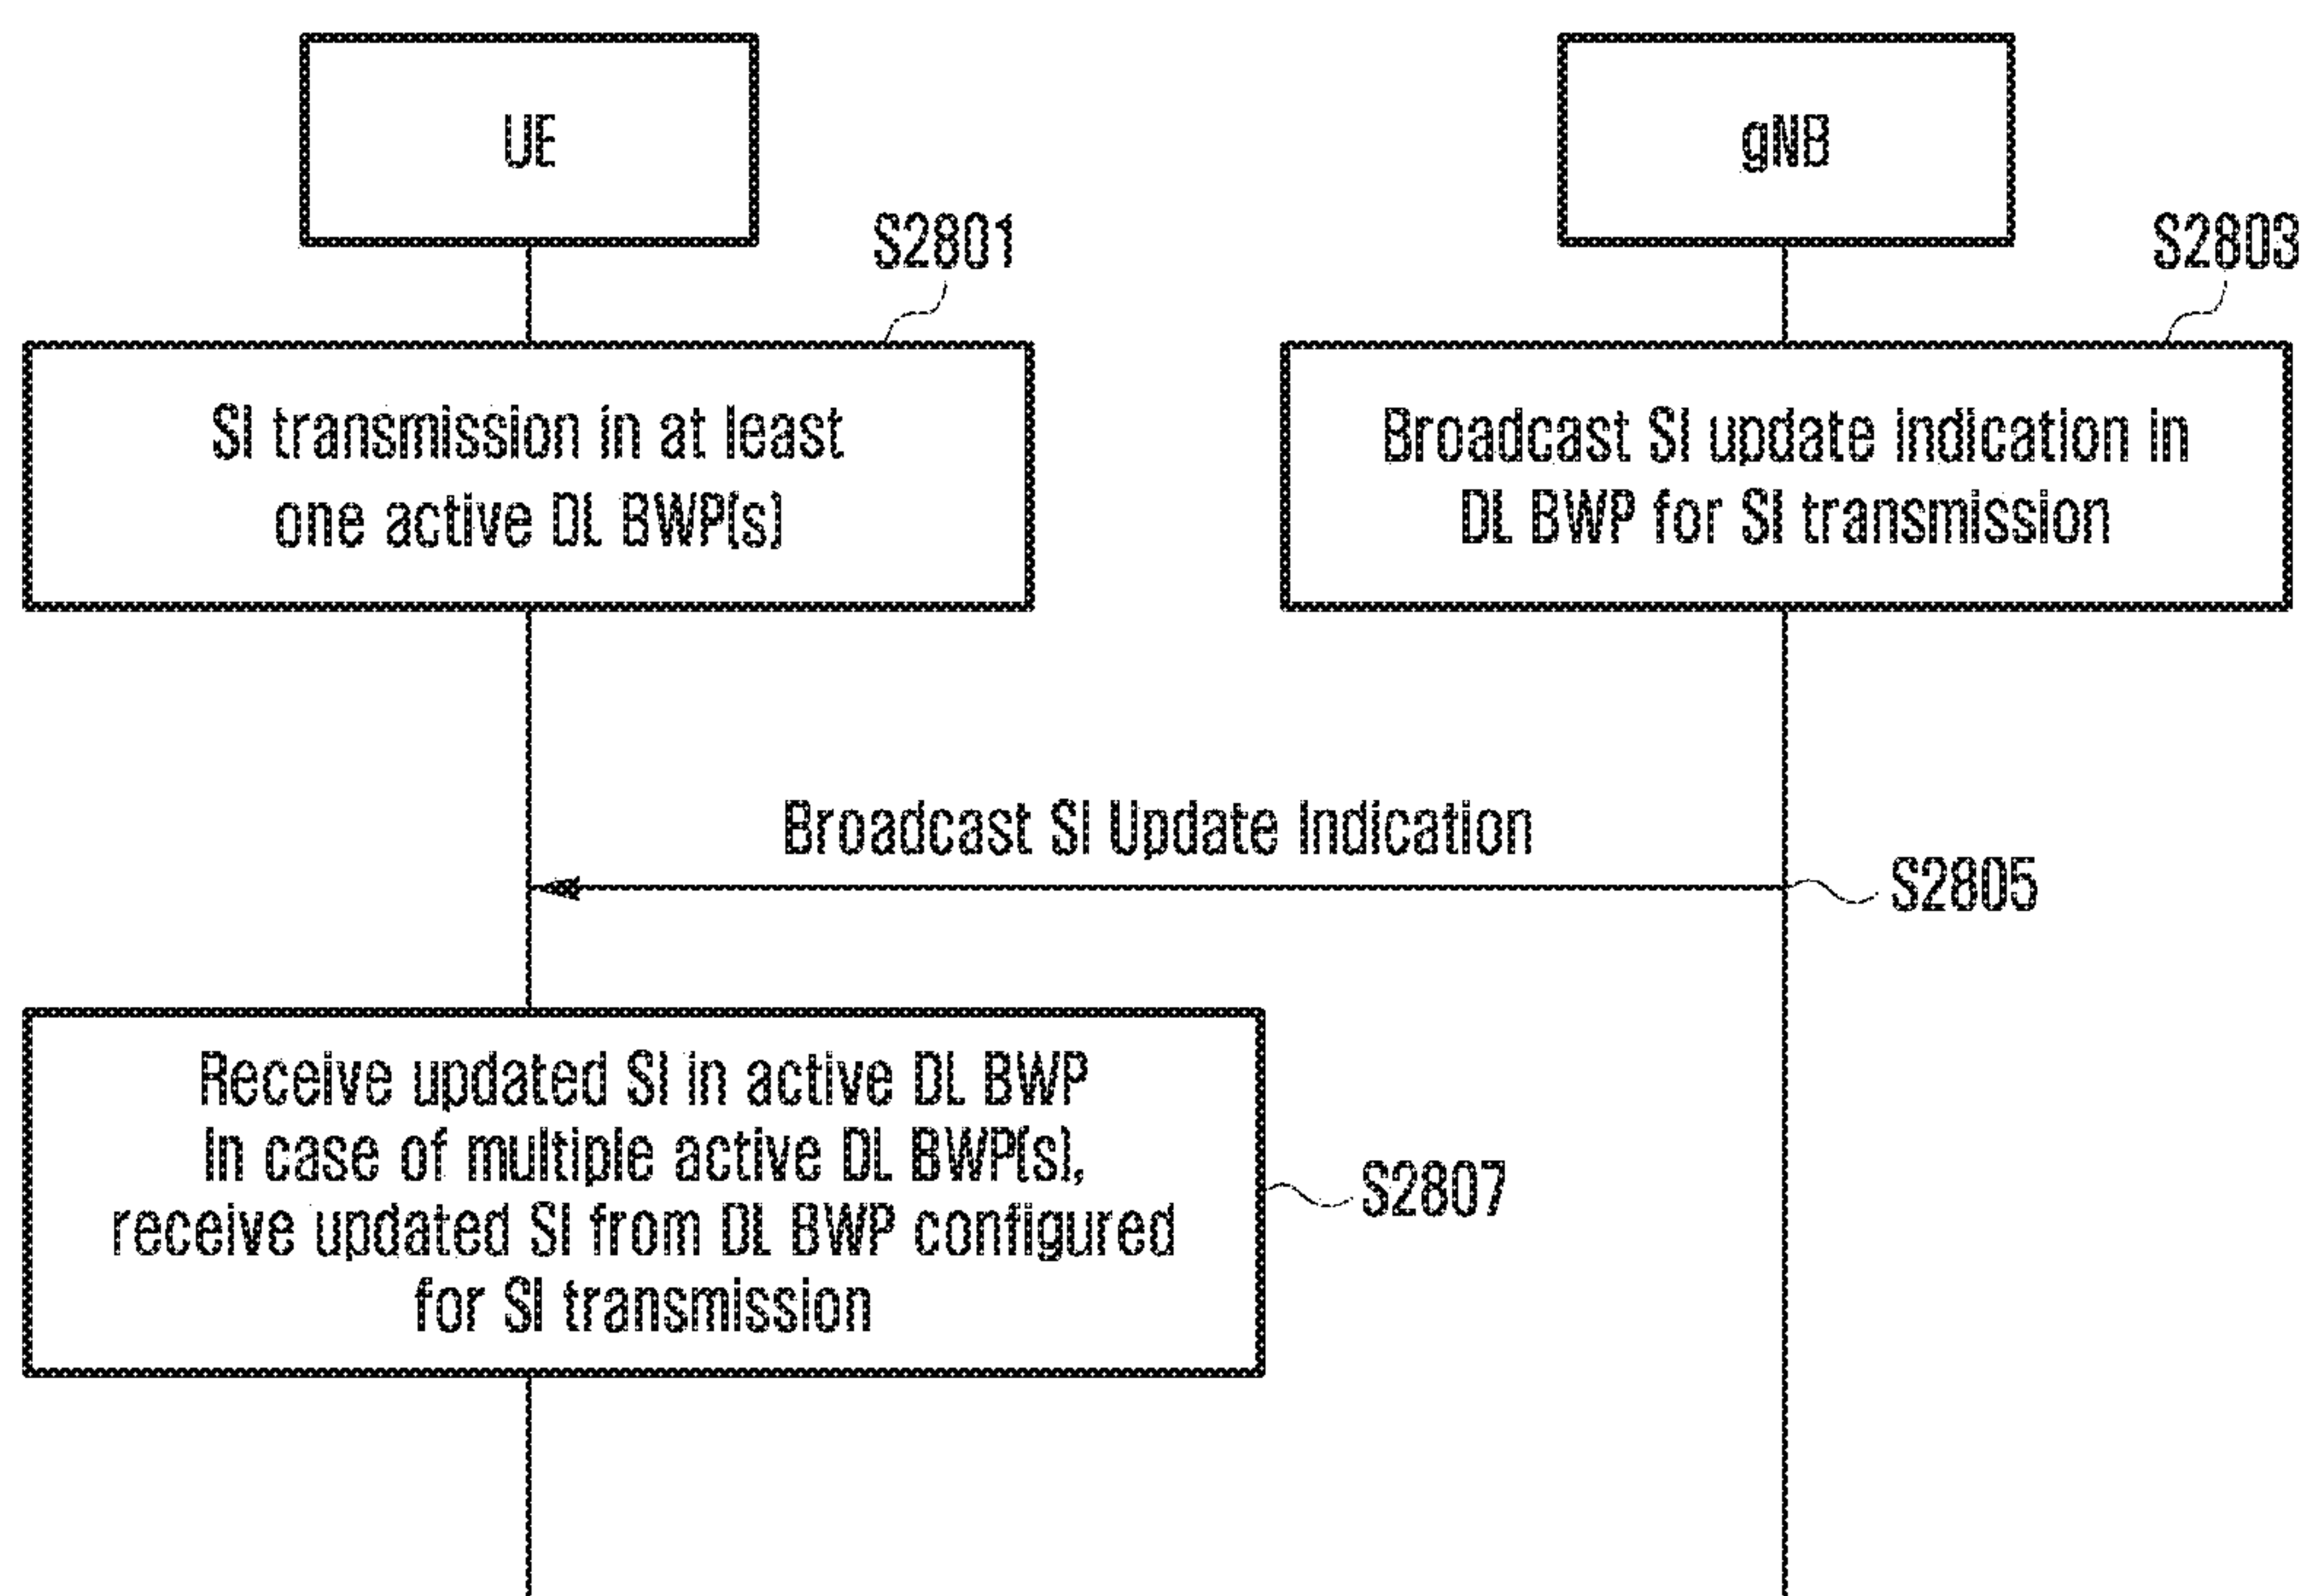 UE
gNB
S2801
S2803
SI transmission in at least
one active DL BWP(s)
Broadcast SI update indication in
DL BWP for SI transmission
Broadcast SI Update Indication
S2805
Receive updated SI in active DL BWP
In case of multiple active DL BWP(s),
receive updated SI from DL BWP configured
for SI transmission
S2807